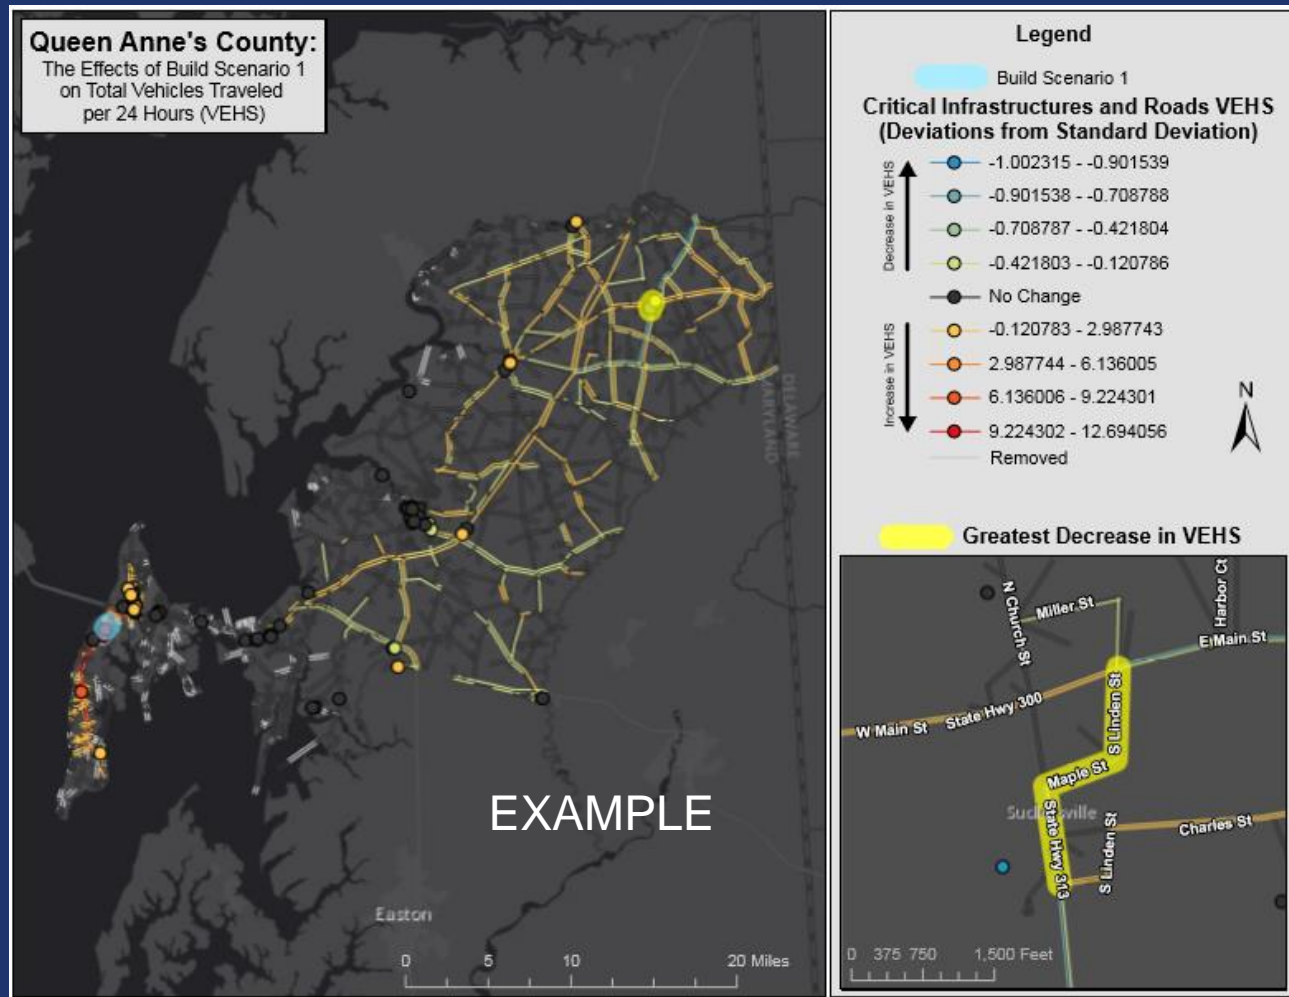 Queen Anne's County:
The Effects of Build Scenario 1
on Total Vehicles Traveled
per 24 Hours (VEHS)
DELAWARE
MARYLAND
EXAMPLE
Easton
0 5 10 20 Miles
Legend
Build Scenario 1
Critical Infrastructures and Roads VEHS
(Deviations from Standard Deviation)
Decrease in VEHS
-1.002315 - -0.901539
-0.901538 - -0.708788
-0.708787 - -0.421804
-0.421803 - -0.120786
No Change
Increase in VEHS
-0.120783 - 2.987743
2.987744 - 6.136005
6.136006 - 9.224301
9.224302 - 12.694056
Removed
N
Greatest Decrease in VEHS
N Church St
Miller St
Harbor Ct
E Main St
W Main St
State Hwy 300
S Linden St
Maple St
State Hwy 313
S Linden St
Charles St
0 375 750 1,500 Feet